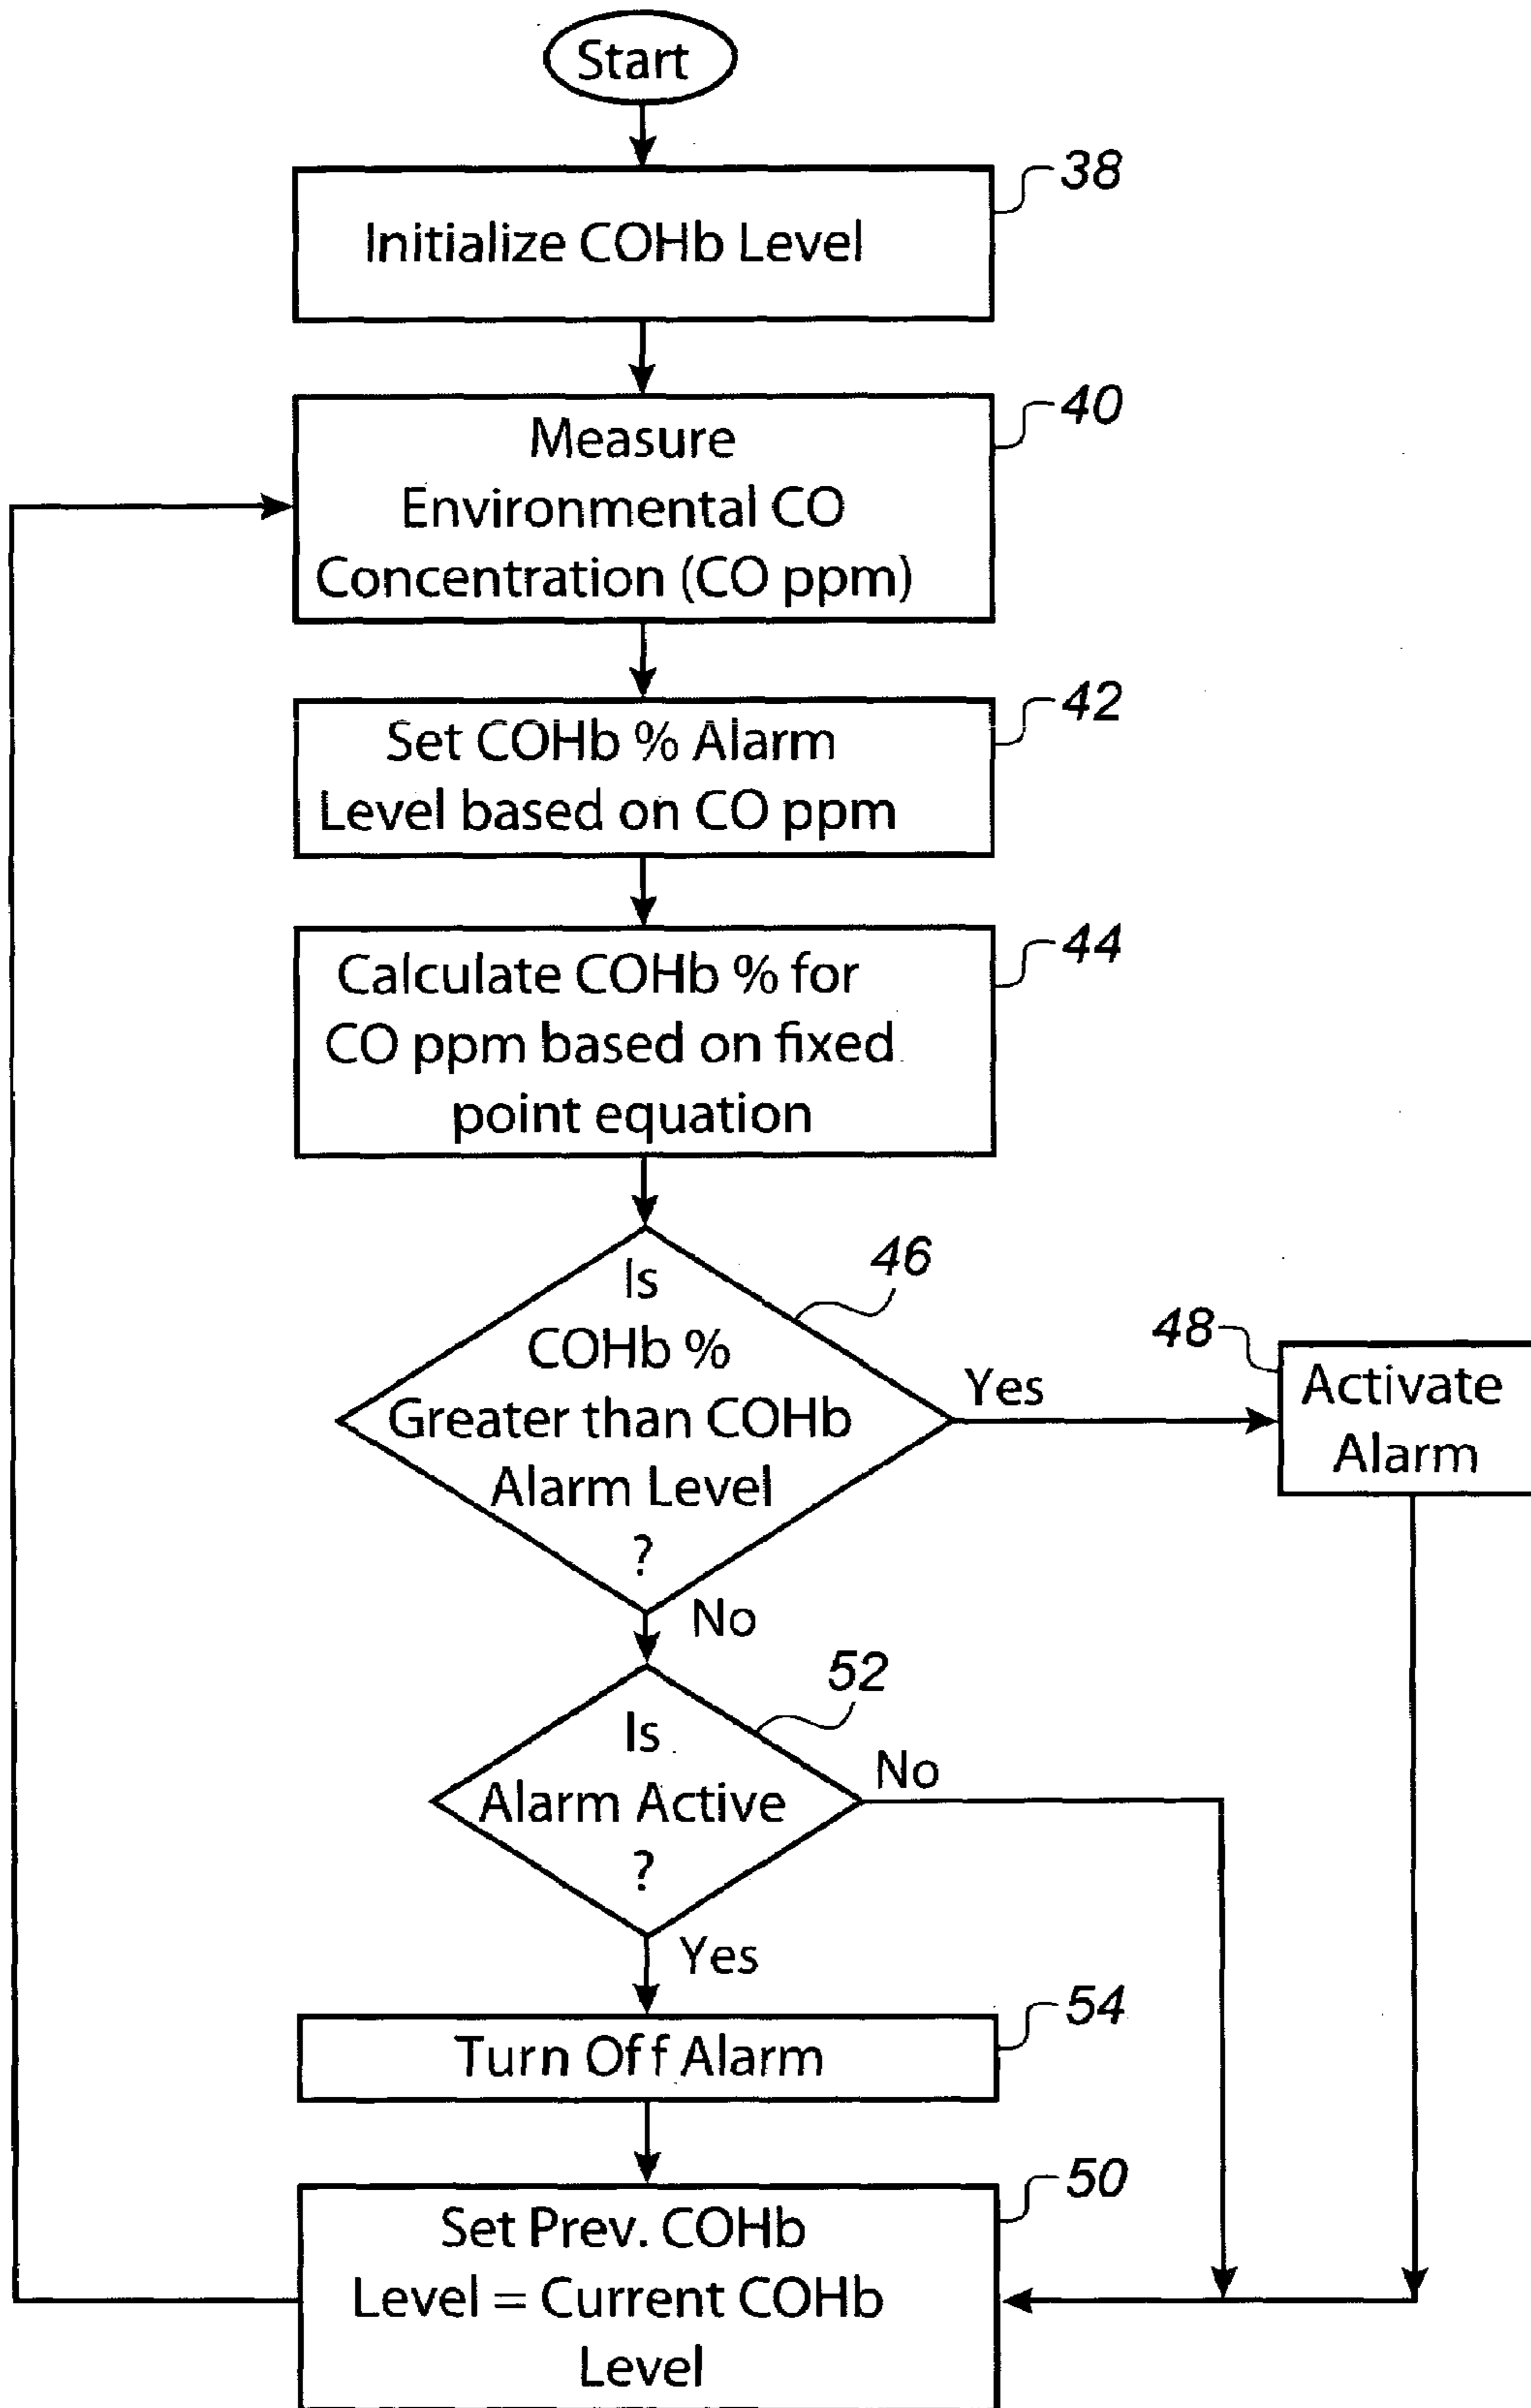 Start
38
Initialize COHb Level
40
Measure
Environmental CO
Concentration (CO ppm)
42
Set COHb % Alarm
Level based on CO ppm
44
Calculate COHb % for
CO ppm based on fixed
point equation
46
Is
COHb %
Greater than COHb
Alarm Level
?
Yes
48
Activate
Alarm
No
52
Is
Alarm Active
?
No
Yes
54
Turn Off Alarm
50
Set Prev. COHb
Level = Current COHb
Level